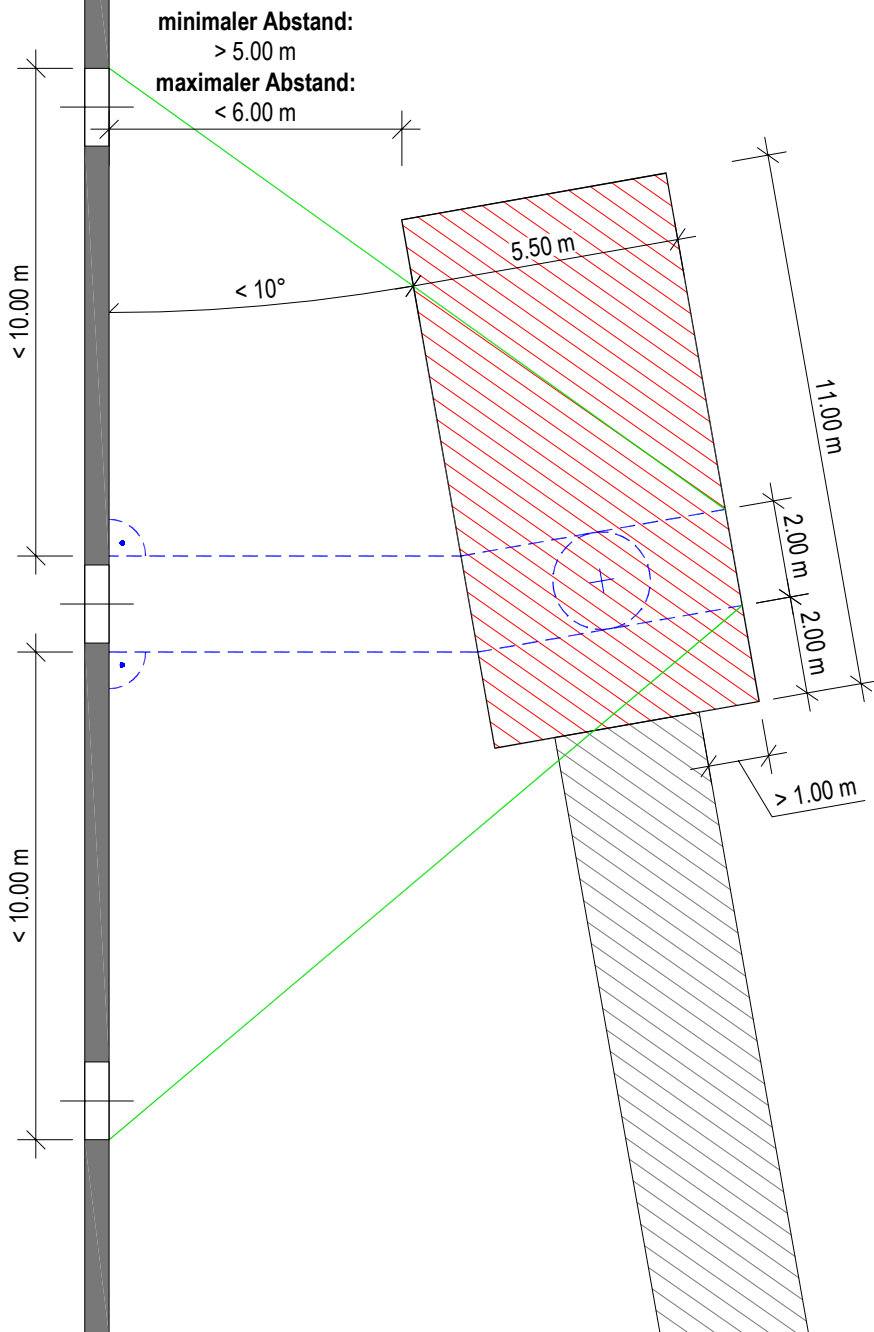 minimaler Abstand:
> 5.00 m
maximaler Abstand:
< 6.00 m
5.50 m
< 10°
< 10.00 m
11.00 m
2.00 m
2.00 m
> 1.00 m
< 10.00 m